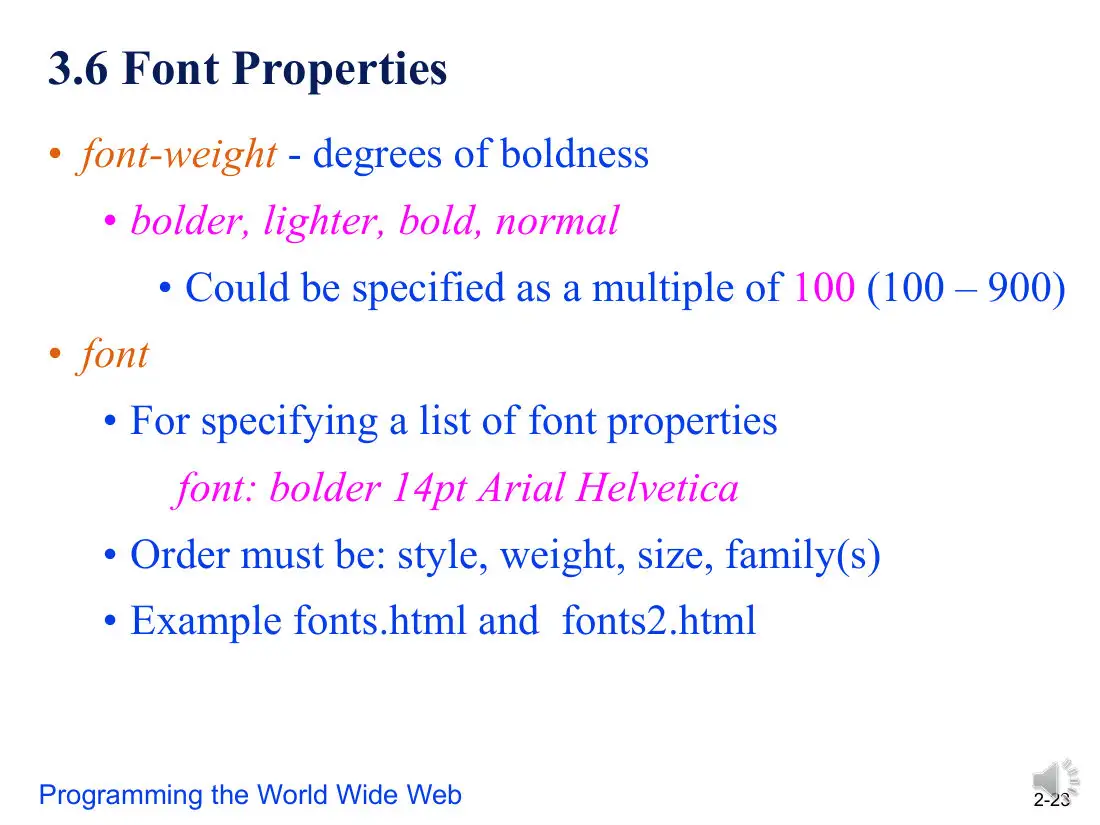 3.6 Font Properties
• font-weight - degrees of boldness
• bolder, lighter, bold, normal
• Could be specified as a multiple of 100 (100 – 900)
• font
• For specifying a list of font properties
font: bolder 14pt Arial Helvetica
• Order must be: style, weight, size, family(s)
• Example fonts.html and  fonts2.html
Programming the World Wide Web
2-23